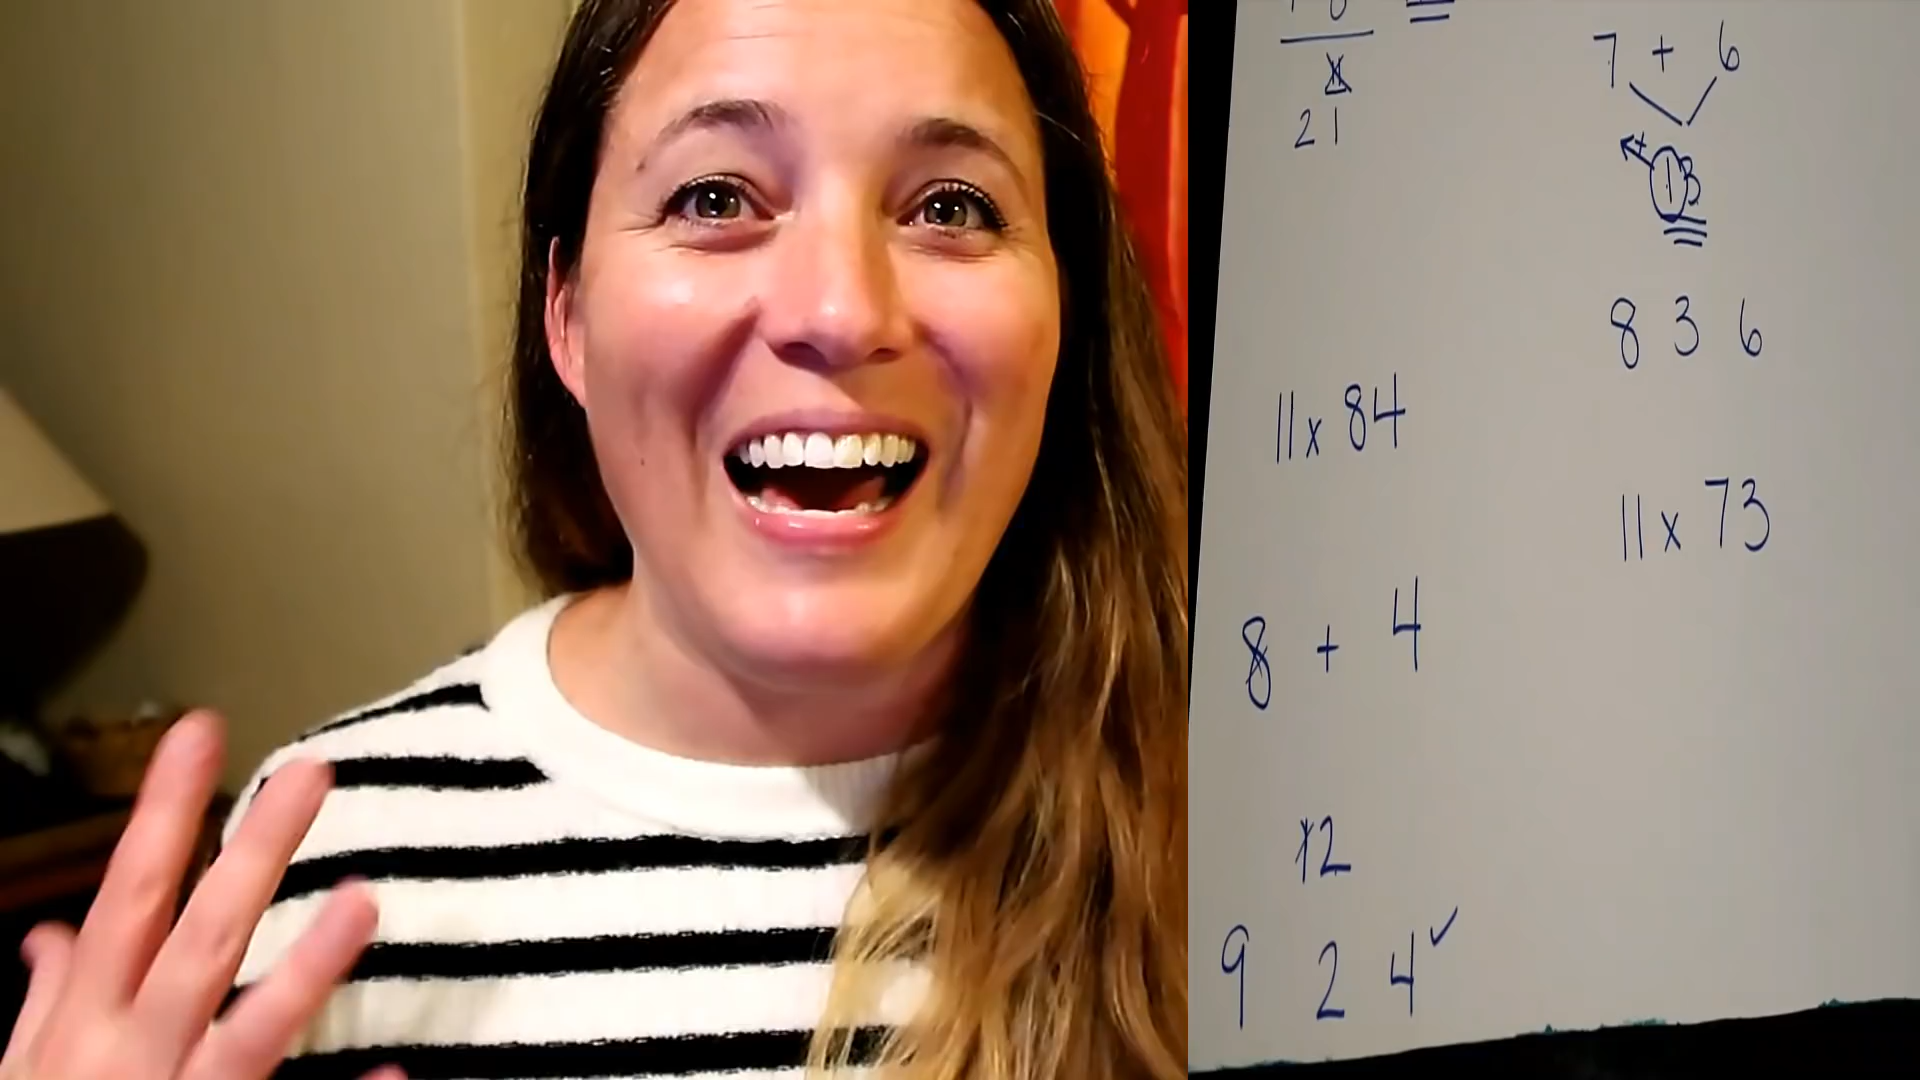 21
11 x 84
8 + 4
12
9 2 4 ✓
7 + 6
+ 13
8 3 6
11 x 73